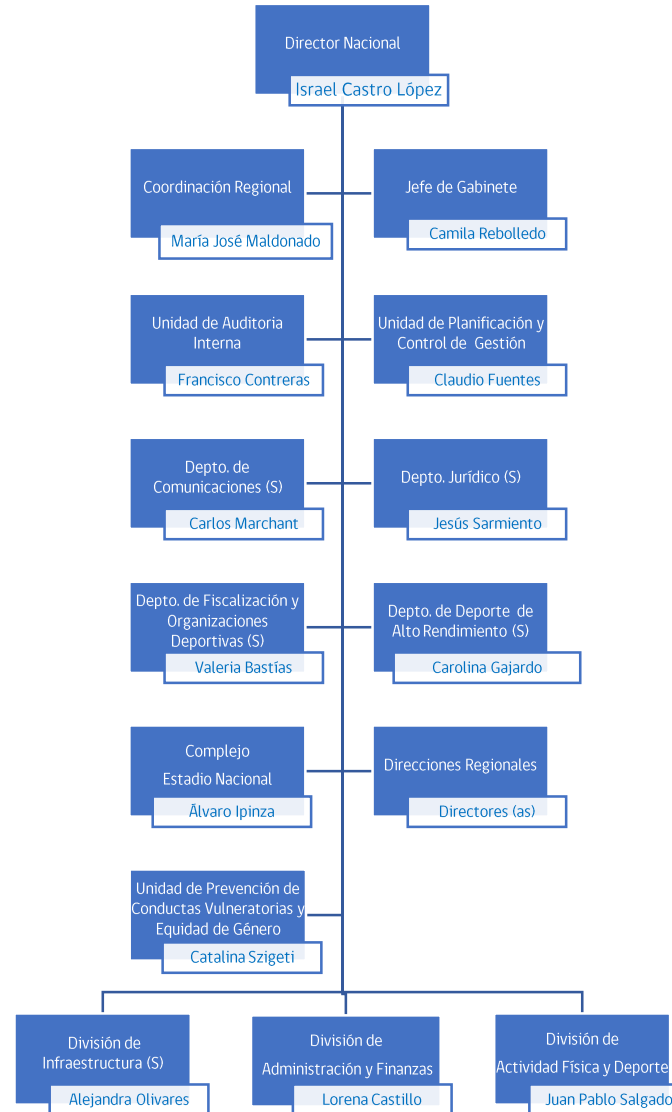 Director Nacional
Israel Castro López
Coordinación Regional
María José Maldonado
Jefe de Gabinete
Camila Rebolledo
Unidad de Auditoria
Interna
Francisco Contreras
Unidad de Planificación y
Control de Gestión
Claudio Fuentes
Depto. de
Comunicaciones (S)
Carlos Marchant
Depto. Jurídico (S)
Jesús Sarmiento
Depto. de Fiscalización y
Organizaciones
Deportivas (S)
Valeria Bastías
Depto. de Deporte de
Alto Rendimiento (S)
Carolina Gajardo
Complejo
Estadio Nacional
Álvaro Ipinza
Direcciones Regionales
Directores (as)
Unidad de Prevención de
Conductas Vulneratorias y
Equidad de Género
Catalina Szigeti
División de
Infraestructura (S)
Alejandra Olivares
División de
Administración y Finanzas
Lorena Castillo
División de
Actividad Física y Deporte
Juan Pablo Salgado